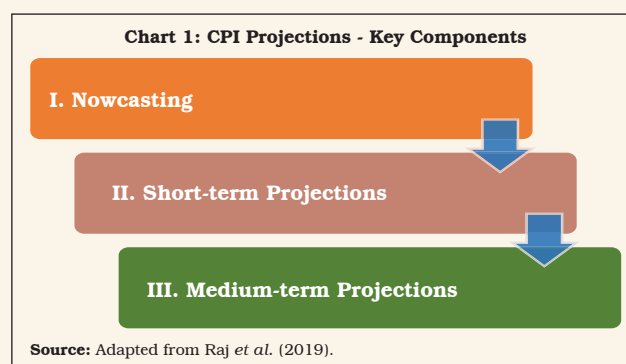 Chart 1: CPI Projections - Key Components
I. Nowcasting
II. Short-term Projections
III. Medium-term Projections
Source: Adapted from Raj et al. (2019).